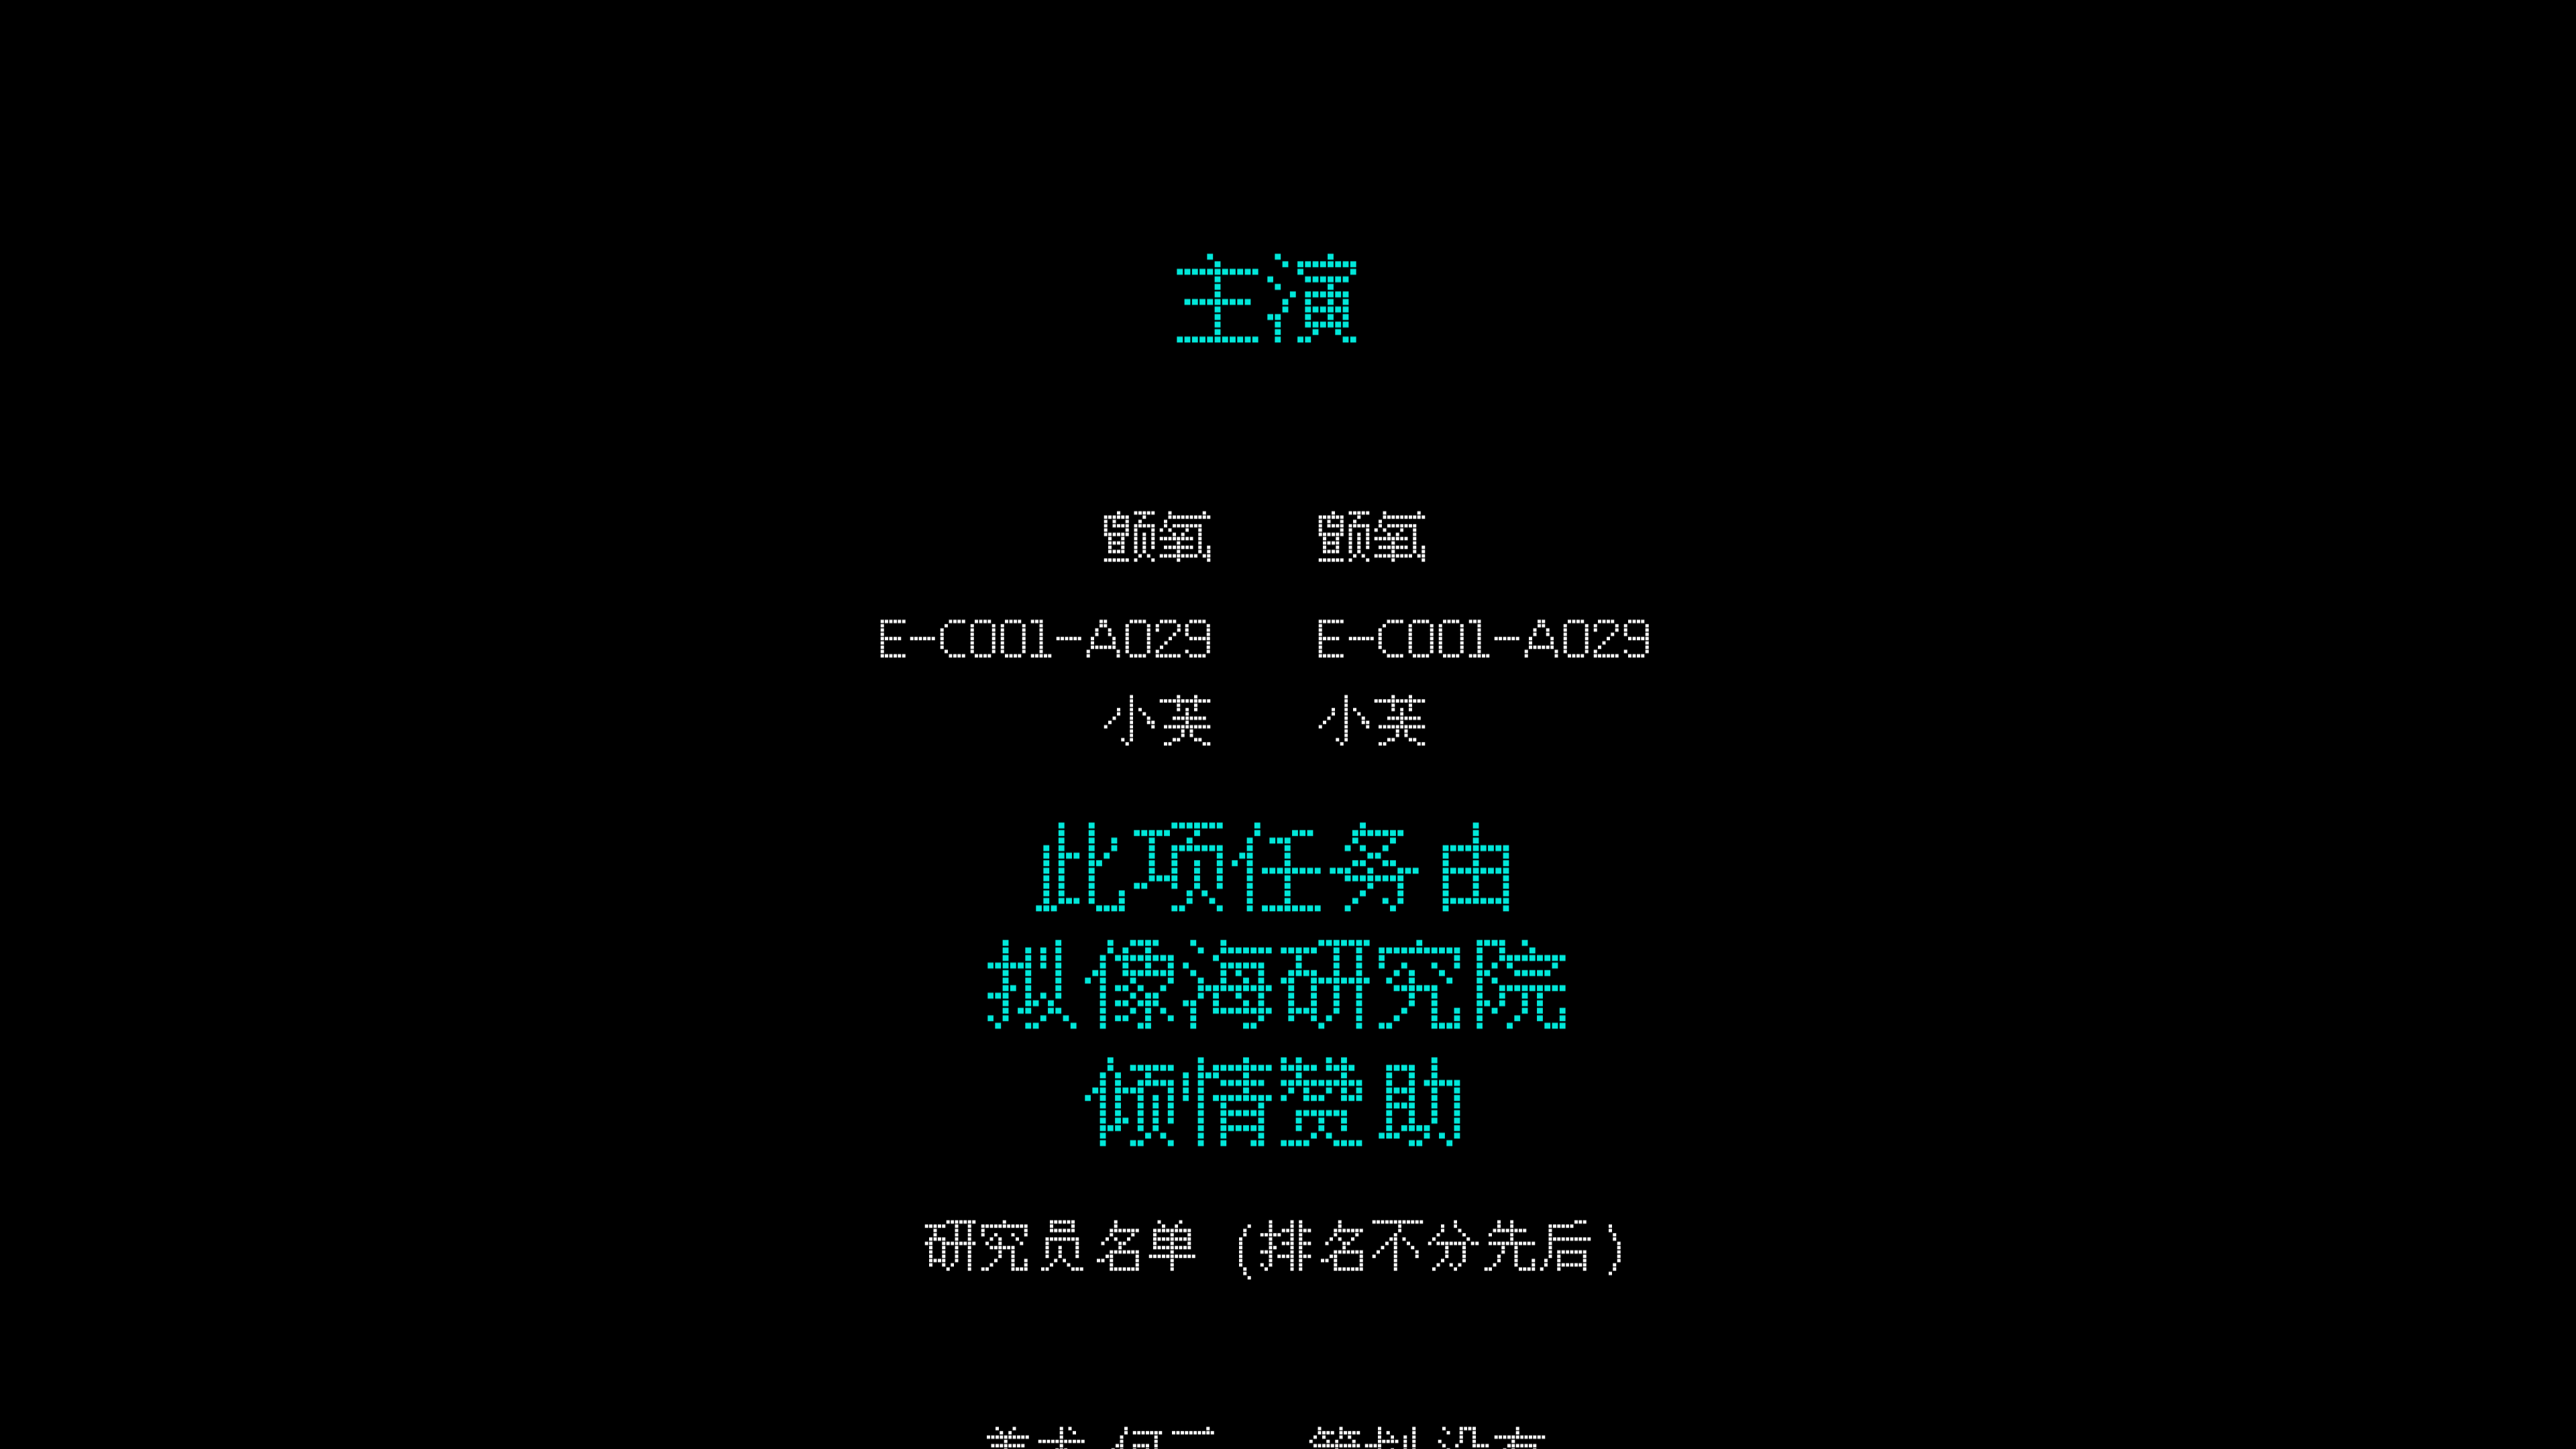 主演
颤氧 颤氧
E-C001-A029 E-C001-A029
小芙 小芙
此项任务由
拟像海研究院
倾情赞助
研究员名单 (排名不分先后)